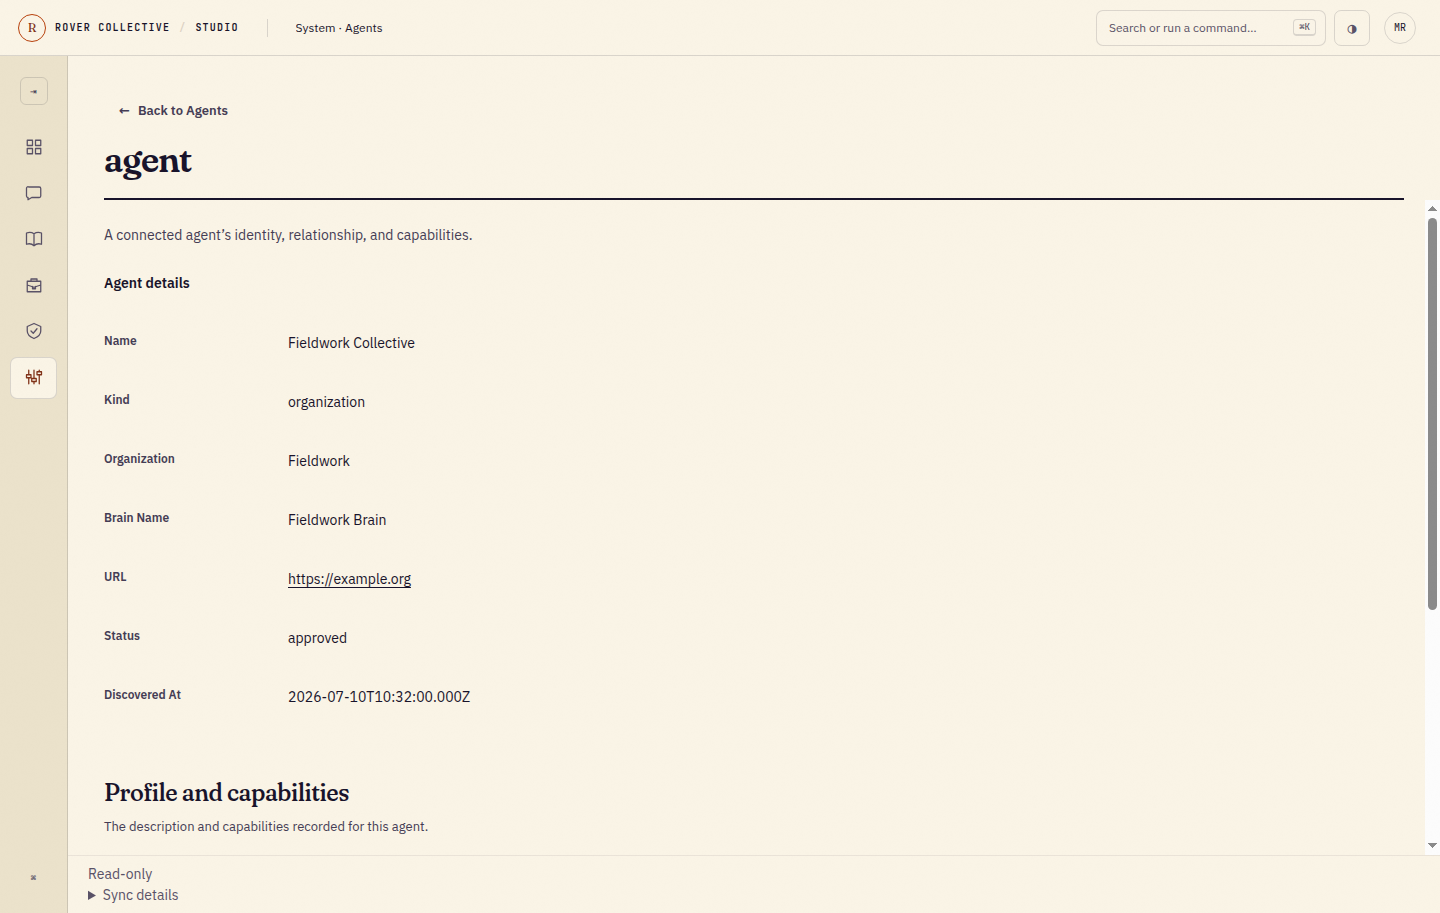 R ROVER COLLECTIVE / STUDIO System · Agents Search or run a command... ⌘K MR
← Back to Agents
agent
A connected agent’s identity, relationship, and capabilities.
Agent details
Name Fieldwork Collective
Kind organization
Organization Fieldwork
Brain Name Fieldwork Brain
URL https://example.org
Status approved
Discovered At 2026-07-10T10:32:00.000Z
Profile and capabilities
The description and capabilities recorded for this agent.
Read-only
⌘
Sync details